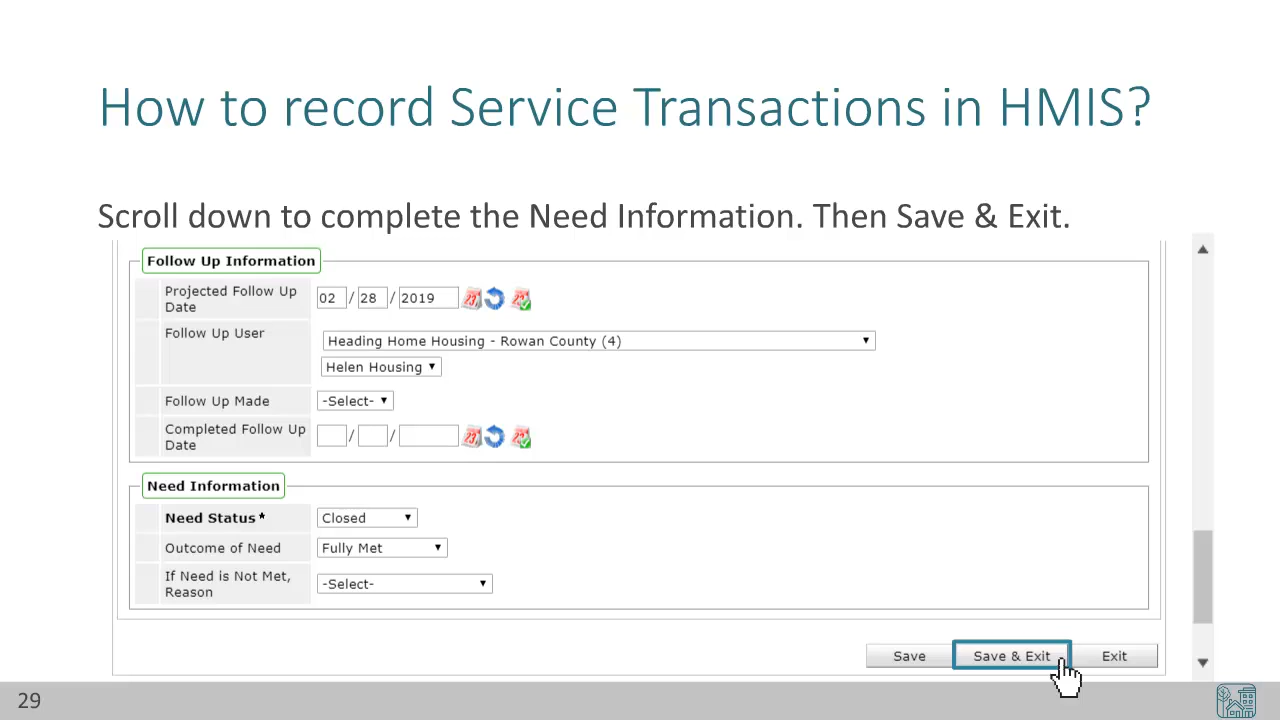 How to record Service Transactions in HMIS?
Scroll down to complete the Need Information. Then Save & Exit.
Follow Up Information
Projected Follow Up
Date
02 / 28 / 2019
Follow Up User
Heading Home Housing - Rowan County (4)
Helen Housing
Follow Up Made
-Select-
Completed Follow Up
Date
/ /
Need Information
Need Status*
Closed
Outcome of Need
Fully Met
If Need is Not Met,
Reason
-Select-
Save
Save & Exit
Exit
29